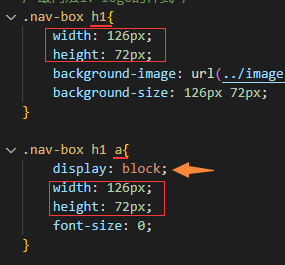 .nav-box h1{
width: 126px;
height: 72px;
background-image: url(../image
background-size: 126px 72px;
}
.nav-box h1 a{
display: block;
width: 126px;
height: 72px;
font-size: 0;
}